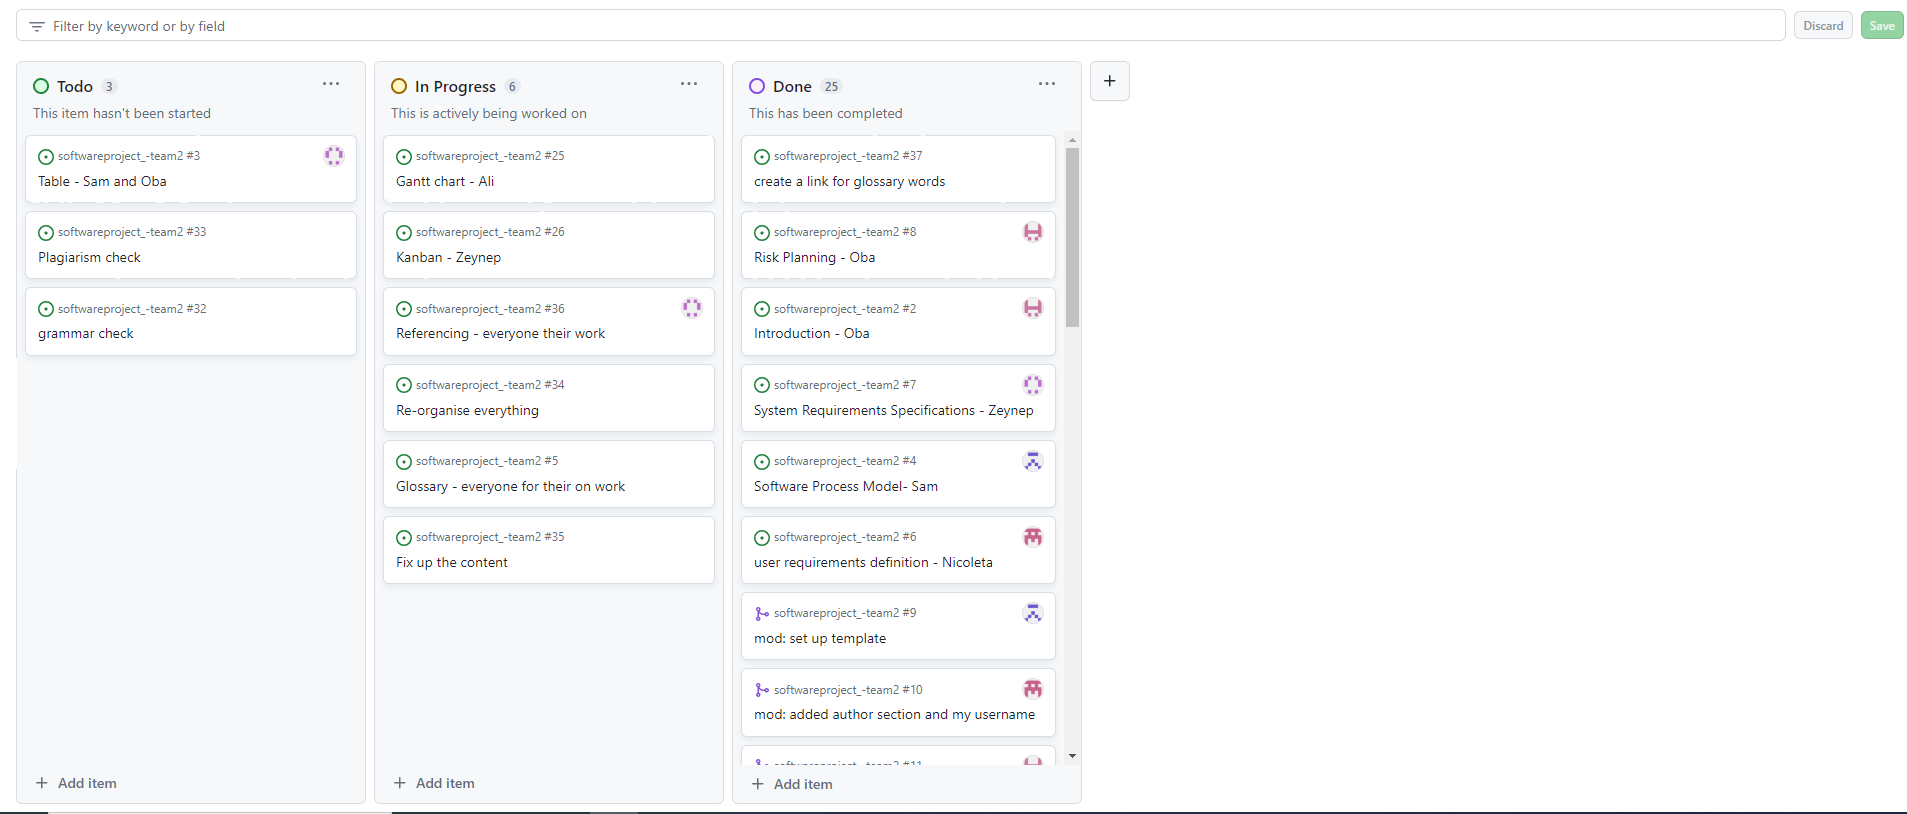 Filter by keyword or by field
Discard
Save
Todo 3
This item hasn't been started
softwareproject_-team2 #3
Table - Sam and Oba
softwareproject_-team2 #33
Plagiarism check
softwareproject_-team2 #32
grammar check
+ Add item
In Progress 6
This is actively being worked on
softwareproject_-team2 #25
Gantt chart - Ali
softwareproject_-team2 #26
Kanban - Zeynep
softwareproject_-team2 #36
Referencing - everyone their work
softwareproject_-team2 #34
Re-organise everything
softwareproject_-team2 #5
Glossary - everyone for their on work
softwareproject_-team2 #35
Fix up the content
+ Add item
Done 25
This has been completed
softwareproject_-team2 #37
create a link for glossary words
softwareproject_-team2 #8
Risk Planning - Oba
softwareproject_-team2 #2
Introduction - Oba
softwareproject_-team2 #7
System Requirements Specifications - Zeynep
softwareproject_-team2 #4
Software Process Model- Sam
softwareproject_-team2 #6
user requirements definition - Nicoleta
softwareproject_-team2 #9
mod: set up template
softwareproject_-team2 #10
mod: added author section and my username
softwareproject_-team2 #11
+ Add item
+